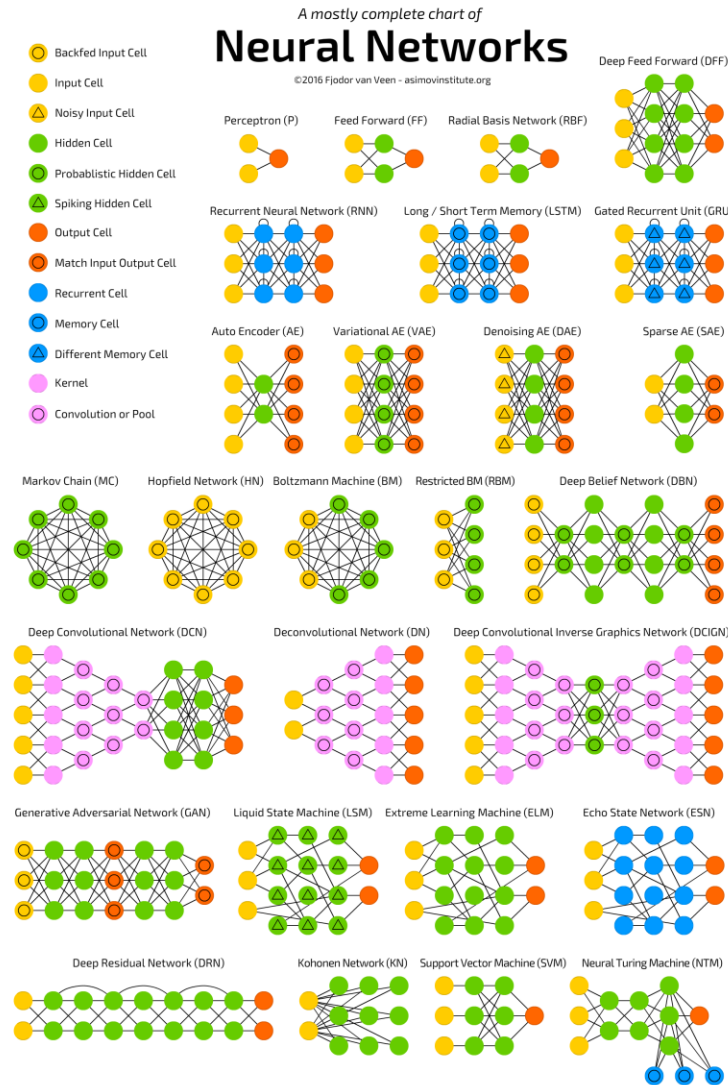 A mostly complete chart of
Neural Networks
©2016 Fjodor van Veen - asimovinstitute.org
Backfed Input Cell
Input Cell
Noisy Input Cell
Hidden Cell
Probablistic Hidden Cell
Spiking Hidden Cell
Output Cell
Match Input Output Cell
Recurrent Cell
Memory Cell
Different Memory Cell
Kernel
Convolution or Pool
Deep Feed Forward (DFF)
Perceptron (P)
Feed Forward (FF)
Radial Basis Network (RBF)
Recurrent Neural Network (RNN)
Long / Short Term Memory (LSTM)
Gated Recurrent Unit (GRU)
Auto Encoder (AE)
Variational AE (VAE)
Denoising AE (DAE)
Sparse AE (SAE)
Markov Chain (MC)
Hopfield Network (HN)
Boltzmann Machine (BM)
Restricted BM (RBM)
Deep Belief Network (DBN)
Deep Convolutional Network (DCN)
Deconvolutional Network (DN)
Deep Convolutional Inverse Graphics Network (DCIGN)
Generative Adversarial Network (GAN)
Liquid State Machine (LSM)
Extreme Learning Machine (ELM)
Echo State Network (ESN)
Deep Residual Network (DRN)
Kohonen Network (KN)
Support Vector Machine (SVM)
Neural Turing Machine (NTM)